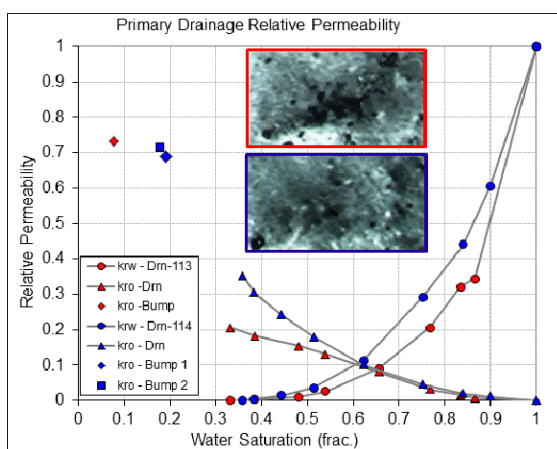 Primary Drainage Relative Permeability
1
0.9
0.8
0.7
0.6
0.5
0.4
0.3
0.2
0.1
0
Relative Permeability
krw - Drn-113
kro -Drn
kro -Bump
krw - Drn-114
kro - Drn
kro - Bump 1
kro - Bump 2
0 0.1 0.2 0.3 0.4 0.5 0.6 0.7 0.8 0.9 1
Water Saturation (frac.)